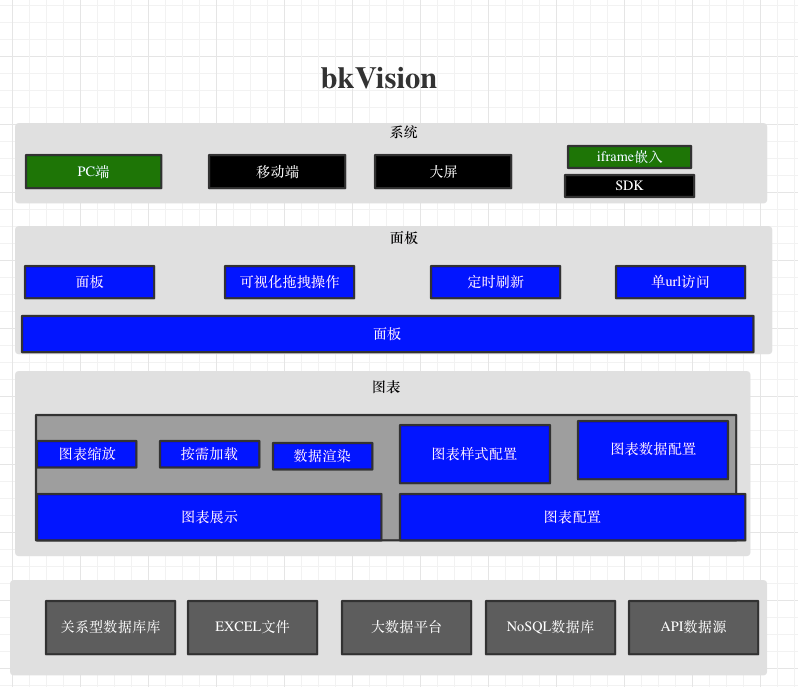 bkVision
系统
PC端
移动端
大屏
iframe嵌入
SDK
面板
面板
可视化拖拽操作
定时刷新
单url访问
面板
图表
图表缩放
按需加载
数据渲染
图表样式配置
图表数据配置
图表展示
图表配置
关系型数据库库
EXCEL文件
大数据平台
NoSQL数据库
API数据源